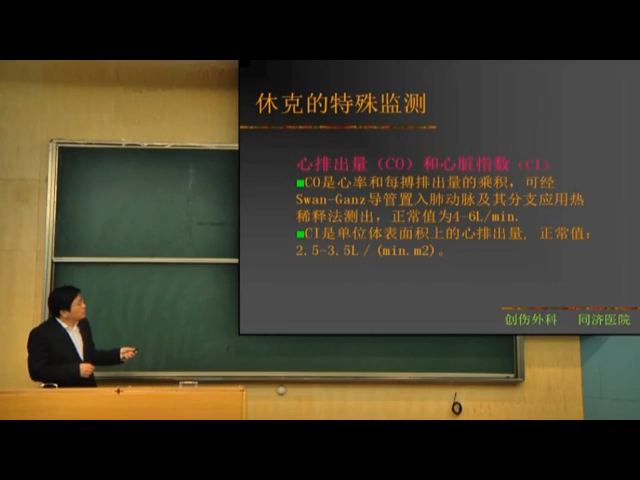 休克的特殊监测
心排出量（CO）和心脏指数（CI）
■CO是心率和每搏排出量的乘积，可经
Swan-Ganz导管置入肺动脉及其分支应用热
稀释法测出，正常值为4-6L/min.
■CI是单位体表面积上的心排出量，正常值：
2.5-3.5L / (min.m2)。
创伤外科 同济医院